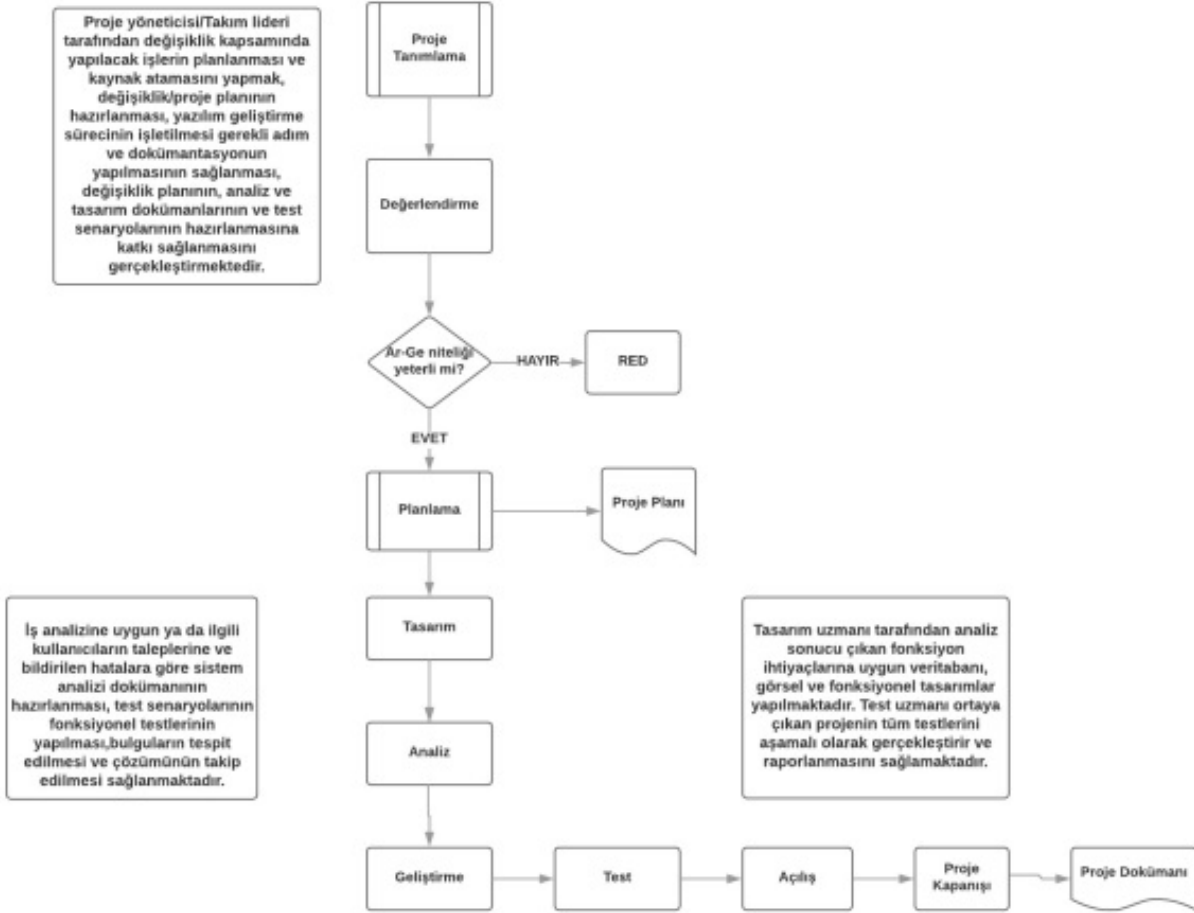 Proje yöneticisi/Takım lideri
tarafından değişiklik kapsamında
yapılacak işlerin planlanması ve
kaynak atamasını yapmak,
değişiklik/proje planının
hazırlanması, yazılım geliştirme
sürecinin işletilmesi gerekli adım
ve dokümantasyonun
yapılmasının sağlanması,
değişiklik planının, analiz ve
tasarım dokümanlarının ve test
senaryolarının hazırlanmasına
katkı sağlanmasını
gerçekleştirmektedir.
Proje
Tanımlama
Değerlendirme
Ar-Ge niteliği
yeterli mi?
HAYIR
RED
EVET
Planlama
Proje Planı
Tasarım
İş analizine uygun ya da ilgili
kullanıcıların taleplerine ve
bildirilen hatalara göre sistem
analizi dokümanının
hazırlanması, test senaryolarının
fonksiyonel testlerinin
yapılması,bulguların tespit
edilmesi ve çözümünün takip
edilmesi sağlanmaktadır.
Tasarım uzmanı tarafından analiz
sonucu çıkan fonksiyon
ihtiyaçlarına uygun veritabanı,
görsel ve fonksiyonel tasarımlar
yapılmaktadır. Test uzmanı ortaya
çıkan projenin tüm testlerini
aşamalı olarak gerçekleştirir ve
raporlanmasını sağlamaktadır.
Analiz
Geliştirme
Test
Açılış
Proje
Kapanışı
Proje Dokümanı